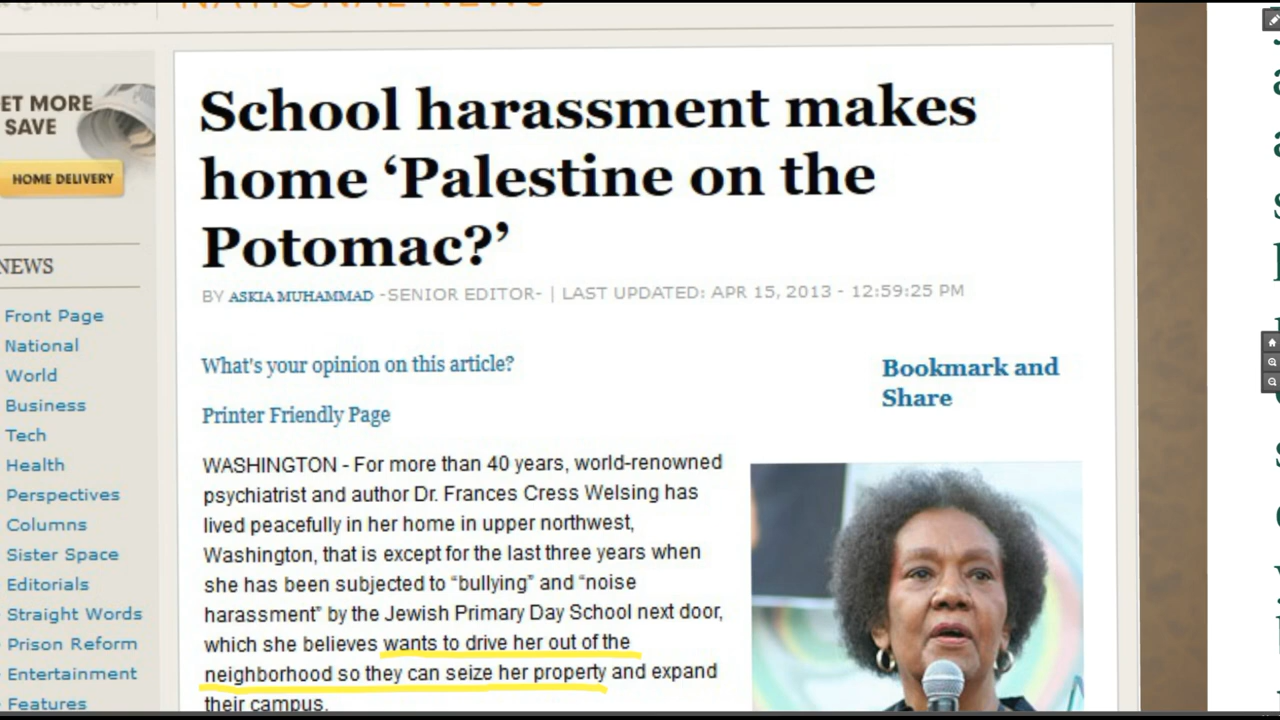 NATIONAL NEWS
ET MORE
SAVE
HOME DELIVERY
NEWS
Front Page
National
World
Business
Tech
Health
Perspectives
Columns
Sister Space
Editorials
Straight Words
Prison Reform
Entertainment
Features
School harassment makes
home ‘Palestine on the
Potomac?’
BY ASKIA MUHAMMAD -SENIOR EDITOR- | LAST UPDATED: APR 15, 2013 - 12:59:25 PM
What's your opinion on this article?
Printer Friendly Page
Bookmark and
Share
WASHINGTON - For more than 40 years, world-renowned
psychiatrist and author Dr. Frances Cress Welsing has
lived peacefully in her home in upper northwest,
Washington, that is except for the last three years when
she has been subjected to “bullying” and “noise
harassment” by the Jewish Primary Day School next door,
which she believes wants to drive her out of the
neighborhood so they can seize her property and expand
their campus.